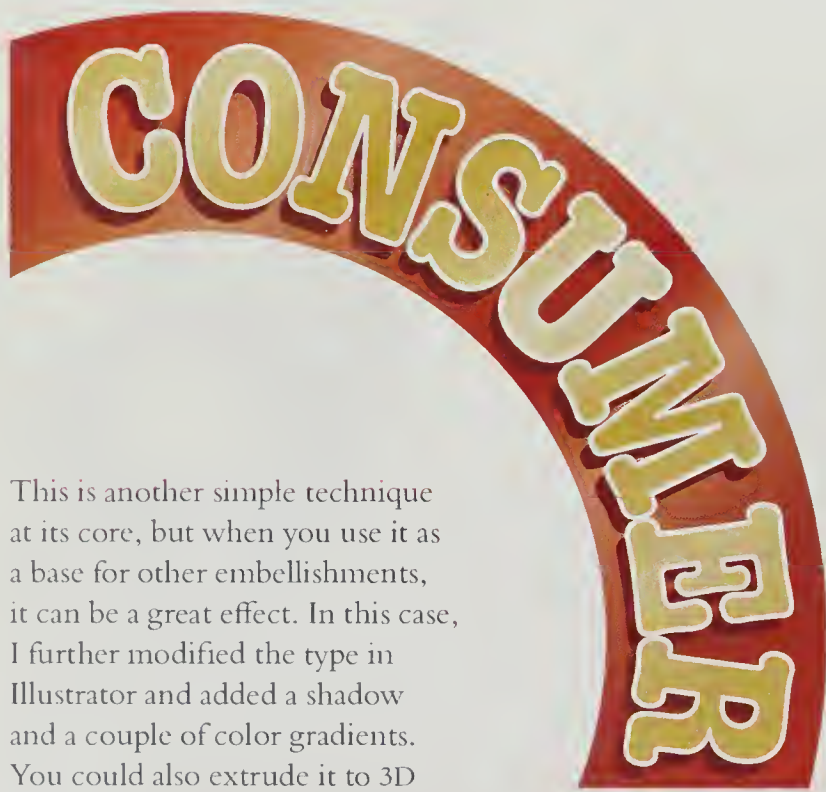 CONSUMER
This is another simple technique
at its core, but when you use it as
a base for other embellishments,
it can be a great effect. In this case,
I further modified the type in
Illustrator and added a shadow
and a couple of color gradients.
You could also extrude it to 3D